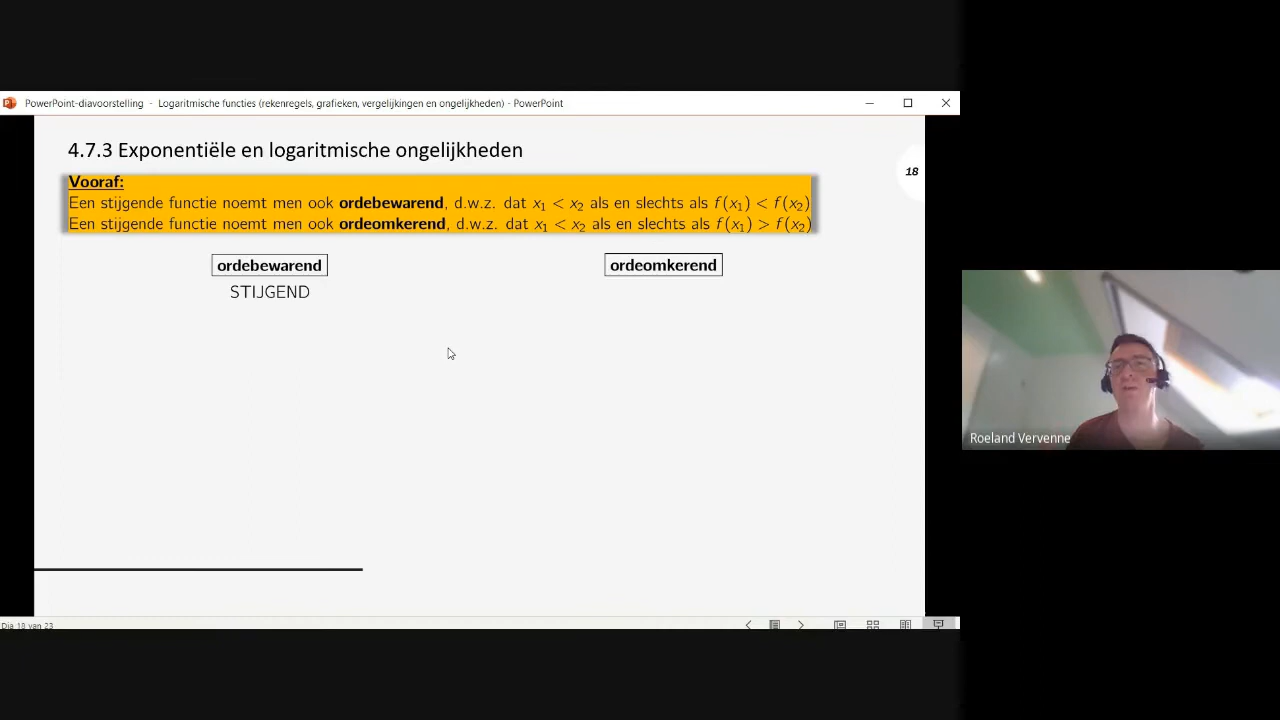 PowerPoint-diavoorstelling - Logaritmische functies (rekenregels, grafieken, vergelijkingen en ongelijkheden) - PowerPoint
4.7.3 Exponentiële en logaritmische ongelijkheden
18
Vooraf:
Een stijgende functie noemt men ook ordebewarend, d.w.z. dat x₁ < x₂ als en slechts als f(x₁) < f(x₂)
Een stijgende functie noemt men ook ordeomkerend, d.w.z. dat x₁ < x₂ als en slechts als f(x₁) > f(x₂)
ordebewarend
ordeomkerend
STIJGEND
Roeland Vervenne
Dia 18 van 23